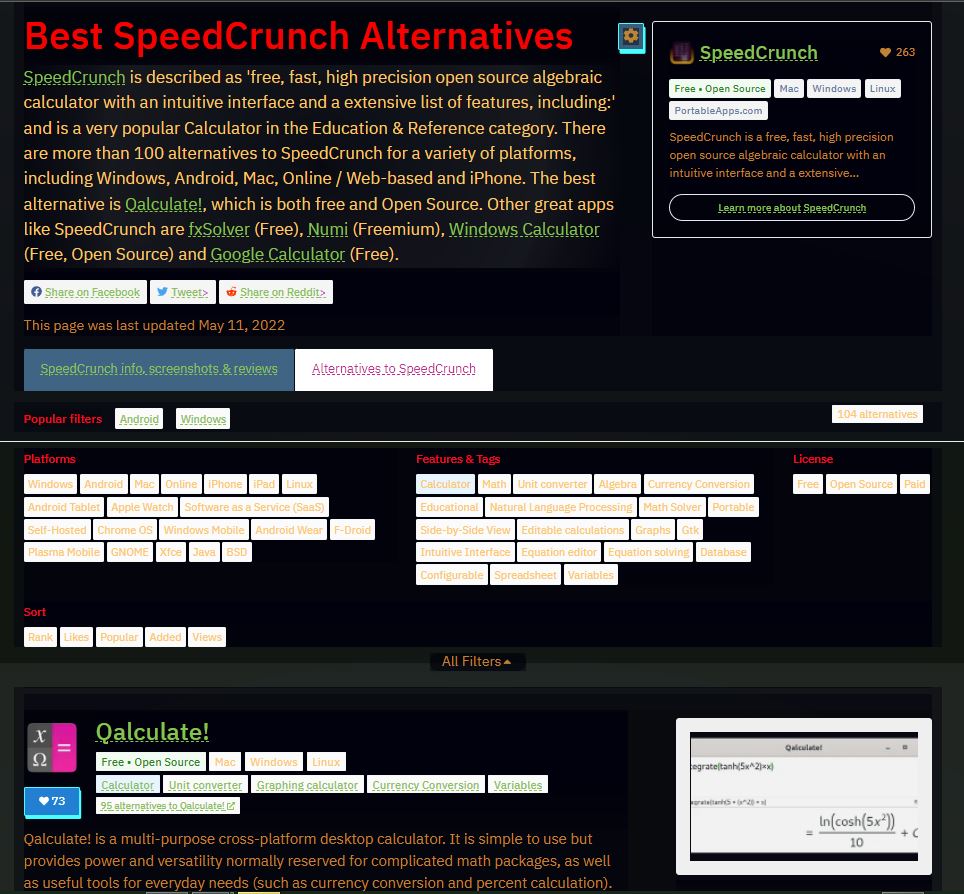 Best SpeedCrunch Alternatives
SpeedCrunch is described as 'free, fast, high precision open source algebraic
calculator with an intuitive interface and a extensive list of features, including:'
and is a very popular Calculator in the Education & Reference category. There
are more than 100 alternatives to SpeedCrunch for a variety of platforms,
including Windows, Android, Mac, Online / Web-based and iPhone. The best
alternative is Qalculate!, which is both free and Open Source. Other great apps
like SpeedCrunch are fxSolver (Free), Numi (Freemium), Windows Calculator
(Free, Open Source) and Google Calculator (Free).
Share on Facebook Tweet> Share on Reddit>
This page was last updated May 11, 2022
SpeedCrunch info, screenshots & reviews Alternatives to SpeedCrunch
SpeedCrunch 263
Free • Open Source Mac Windows Linux
PortableApps.com
SpeedCrunch is a free, fast, high precision
open source algebraic calculator with an
intuitive interface and a extensive...
Learn more about SpeedCrunch
Popular filters Android Windows 104 alternatives
Platforms
Windows Android Mac Online iPhone iPad Linux
Android Tablet Apple Watch Software as a Service (SaaS)
Self-Hosted Chrome OS Windows Mobile Android Wear F-Droid
Plasma Mobile GNOME Xfce Java BSD
Features & Tags
Calculator Math Unit converter Algebra Currency Conversion
Educational Natural Language Processing Math Solver Portable
Side-by-Side View Editable calculations Graphs Gtk
Intuitive Interface Equation editor Equation solving Database
Configurable Spreadsheet Variables
License
Free Open Source Paid
Sort
Rank Likes Popular Added Views
All Filters
x
Ω =
73
Qalculate!
Free • Open Source Mac Windows Linux
Calculator Unit converter Graphing calculator Currency Conversion Variables
95 alternatives to Qalculate!
Qalculate! is a multi-purpose cross-platform desktop calculator. It is simple to use but
provides power and versatility normally reserved for complicated math packages, as well
as useful tools for everyday needs (such as currency conversion and percent calculation).
Qalculate!
tegrate(tanh(5x^2)×x)
= ln(cosh(5x²))/10 + C